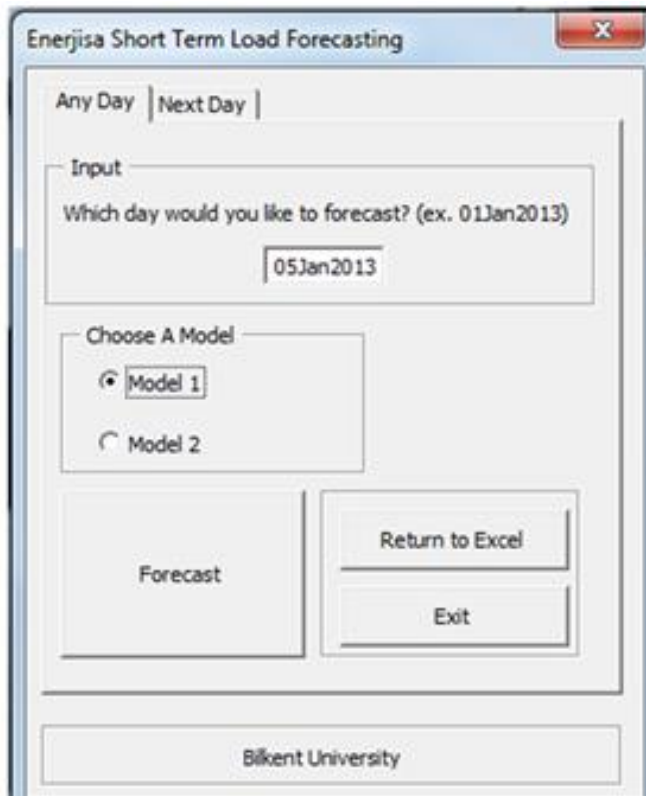 Enerjisa Short Term Load Forecasting
Any Day
Next Day
Input
Which day would you like to forecast? (ex. 01Jan2013)
05Jan2013
Choose A Model
Model 1
Model 2
Forecast
Return to Excel
Exit
Bilkent University